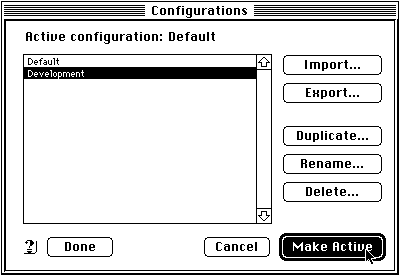 Configurations
Active configuration: Default
Default
Development
Import...
Export...
Duplicate...
Rename...
Delete...
?
Done
Cancel
Make Active